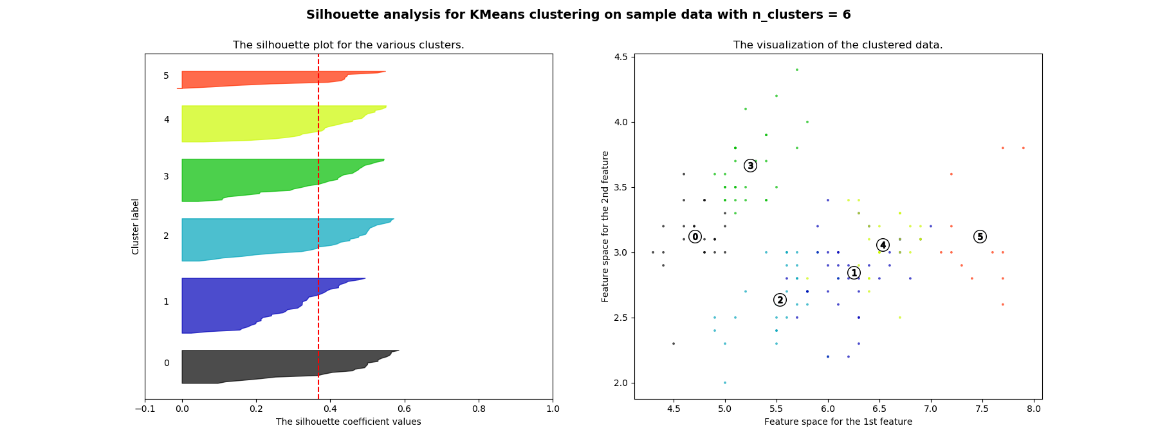 Silhouette analysis for KMeans clustering on sample data with n_clusters = 6
The silhouette plot for the various clusters.
5
4
3
2
1
0
Cluster label
−0.1 0.0 0.2 0.4 0.6 0.8 1.0
The silhouette coefficient values
The visualization of the clustered data.
4.5
4.0
3.5
3.0
2.5
2.0
Feature space for the 2nd feature
3
0
5
4
1
2
4.5 5.0 5.5 6.0 6.5 7.0 7.5 8.0
Feature space for the 1st feature